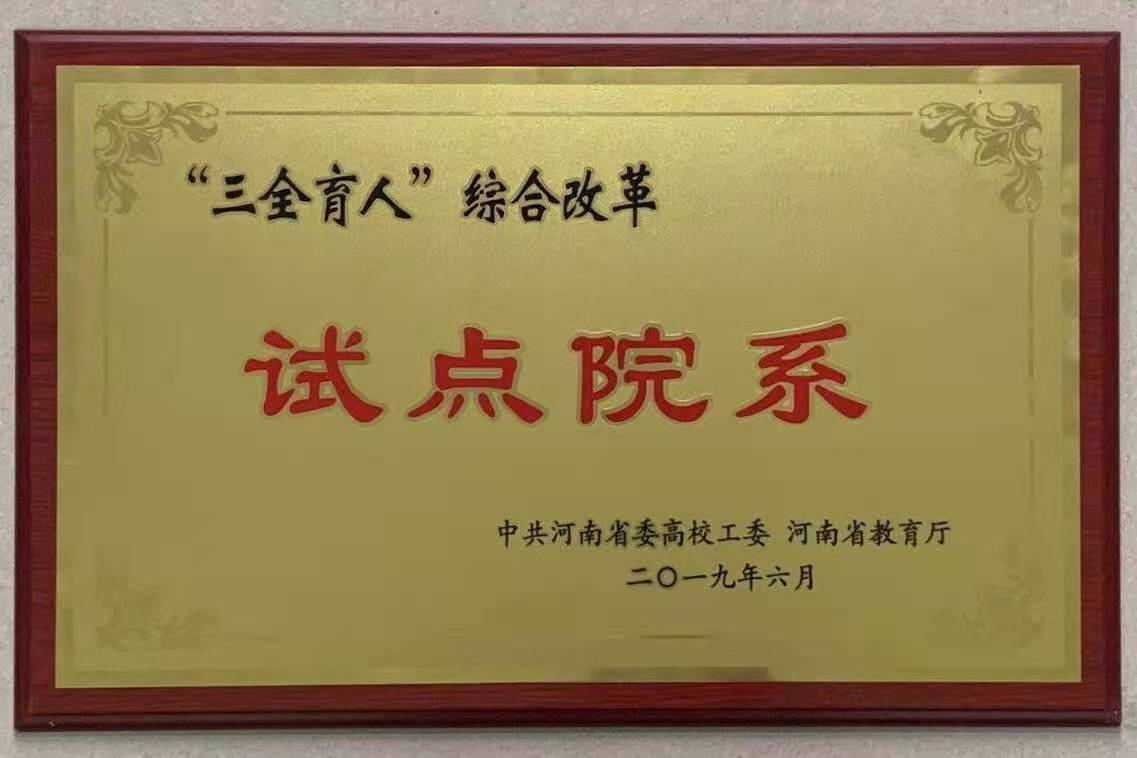 “三全育人”综合改革
试点院系
中共河南省委高校工委 河南省教育厅
二〇一九年六月